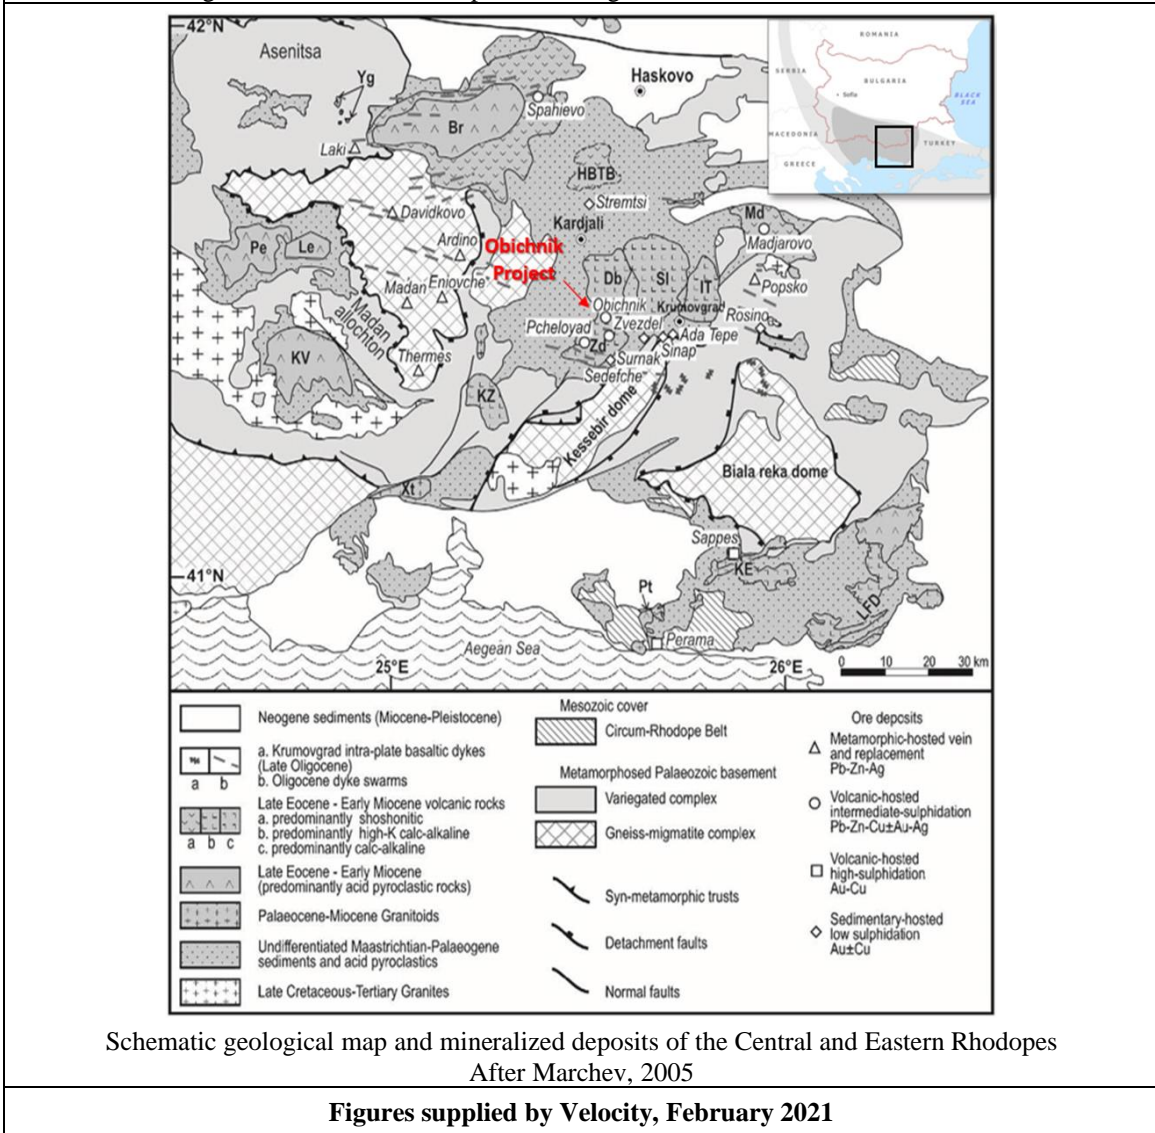 42°N
Asenitsa
Yg
Haskovo
Spahievo
Br
Laki
HBTB
Stremtsi
Davidkovo
Kardjali
Md
Madjarovo
Ardino
Obichnik
Project
Pe
Le
Db
SI
IT
Popsko
Madan
Eniovche
Obichnik
Krumovgrad
Rosino
Madan
allochton
Pcheloyad
Zvezdel
Ada Tepe
Zd
Sinap
Surnak
KV
Thermes
Sedefche
KZ
Kessebir dome
Biala reka dome
Xt
Sappes
KE
41°N
Pt
LFD
Aegean Sea
Perama
25°E
26°E
0 10 20 30 km
ROMANIA
SERBIA
BULGARIA
Sofia
BLACK
SEA
MACEDONIA
TURKEY
GREECE
Neogene sediments (Miocene-Pleistocene)
a. Krumovgrad intra-plate basaltic dykes
(Late Oligocene)
b. Oligocene dyke swarms
a b
Late Eocene - Early Miocene volcanic rocks
a. predominantly shoshonitic
b. predominantly high-K calc-alkaline
c. predominantly calc-alkaline
a b c
Late Eocene - Early Miocene
(predominantly acid pyroclastic rocks)
Palaeocene-Miocene Granitoids
Undifferentiated Maastrichtian-Palaeogene
sediments and acid pyroclastics
Late Cretaceous-Tertiary Granites
Mesozoic cover
Circum-Rhodope Belt
Metamorphosed Palaeozoic basement
Variegated complex
Gneiss-migmatite complex
Syn-metamorphic trusts
Detachment faults
Normal faults
Ore deposits
Metamorphic-hosted vein
and replacement
Pb-Zn-Ag
Volcanic-hosted
intermediate-sulphidation
Pb-Zn-Cu±Au-Ag
Volcanic-hosted
high-sulphidation
Au-Cu
Sedimentary-hosted
low sulphidation
Au±Cu
Schematic geological map and mineralized deposits of the Central and Eastern Rhodopes
After Marchev, 2005
Figures supplied by Velocity, February 2021